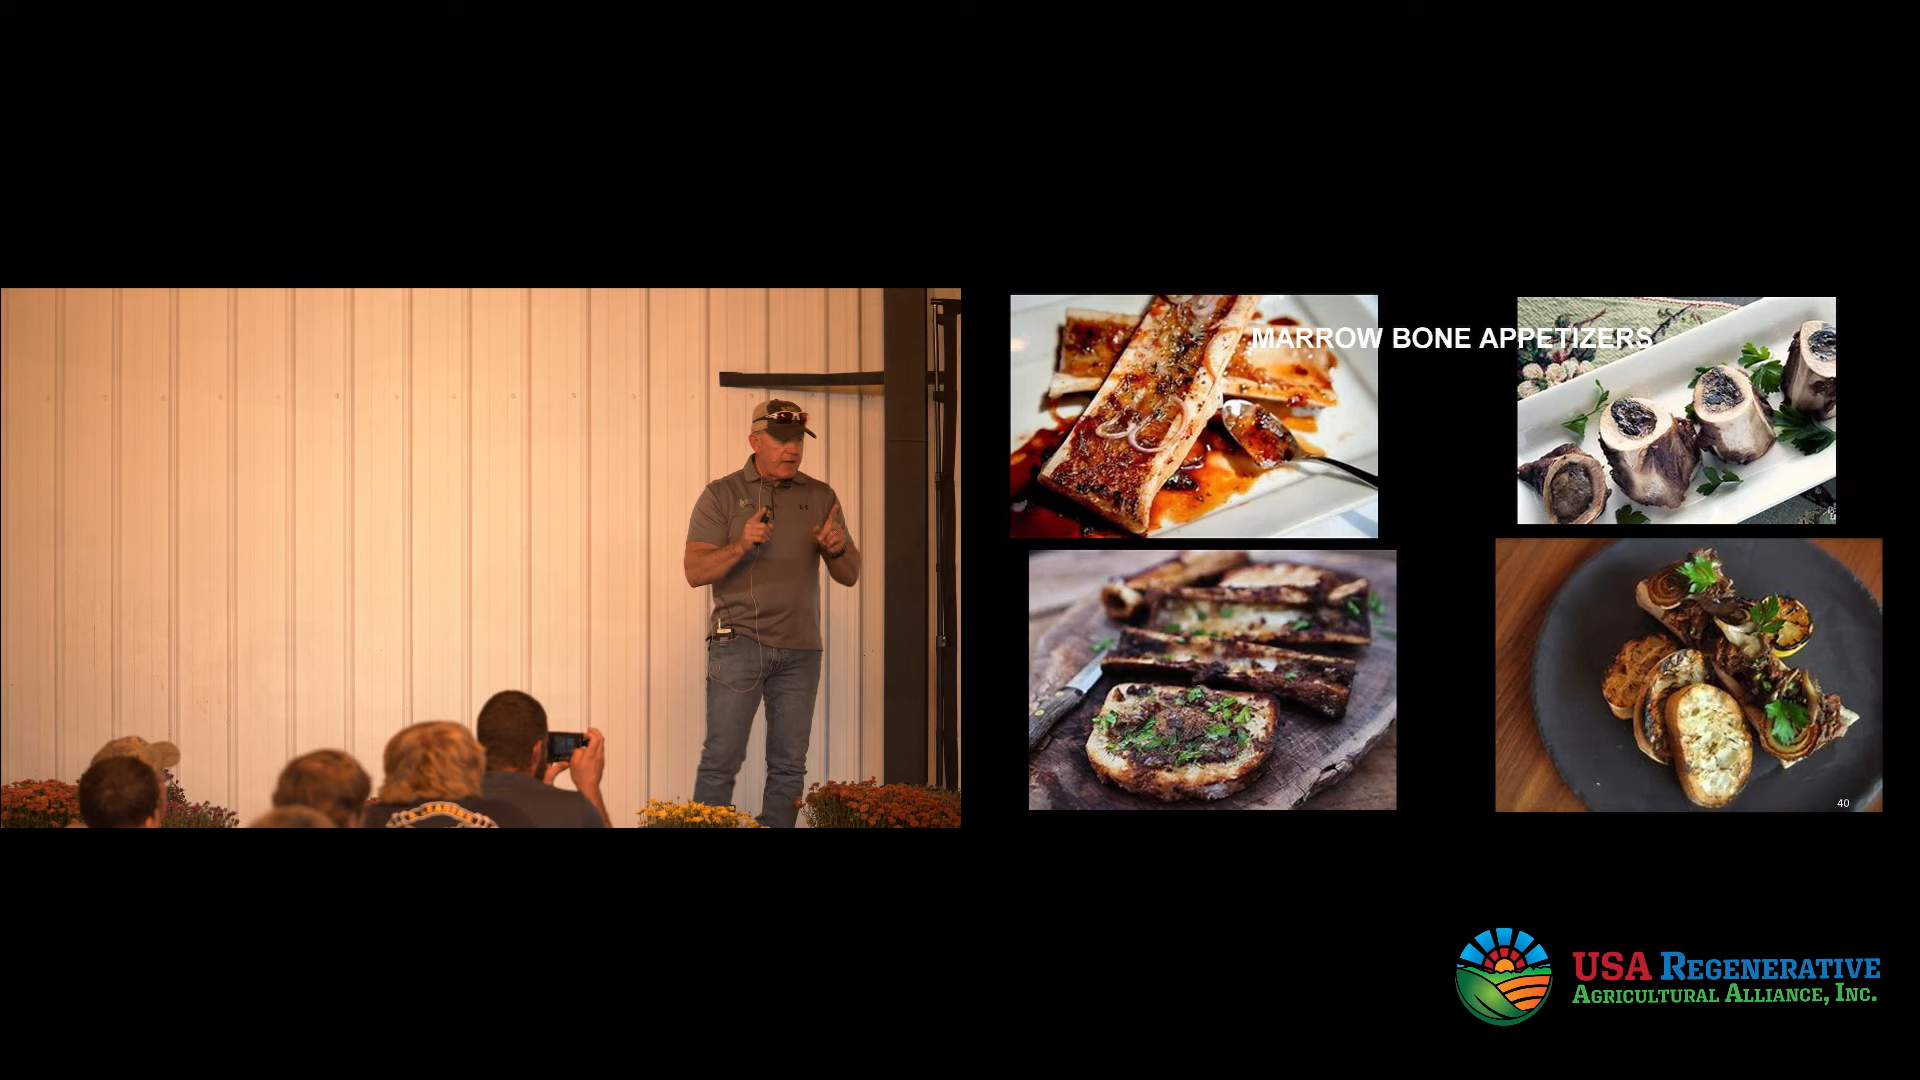 MARROW BONE APPETIZERS
40
USA REGENERATIVE
AGRICULTURAL ALLIANCE, INC.